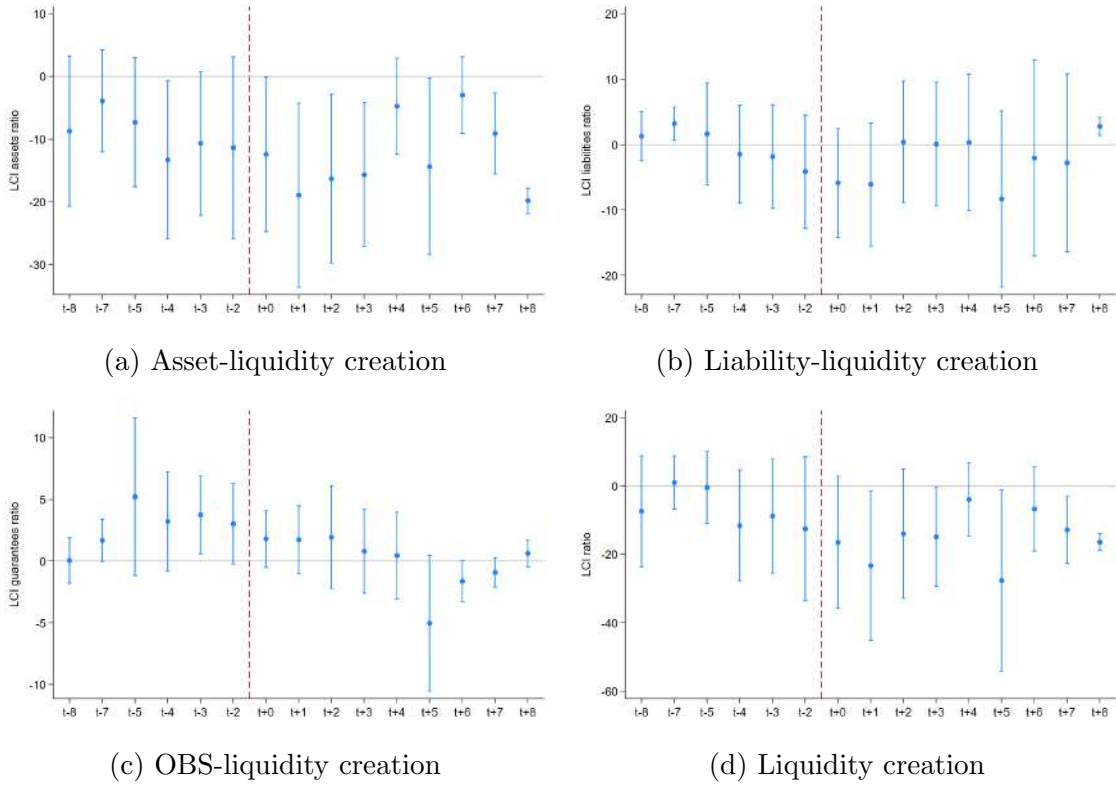 10
0
-10
-20
-30
LCI assets ratio
t-8 t-7 t-5 t-4 t-3 t-2 t+0 t+1 t+2 t+3 t+4 t+5 t+6 t+7 t+8
(a) Asset-liquidity creation
20
10
0
-10
-20
LCI liabilities ratio
t-8 t-7 t-5 t-4 t-3 t-2 t+0 t+1 t+2 t+3 t+4 t+5 t+6 t+7 t+8
(b) Liability-liquidity creation
10
5
0
-5
-10
LCI guarantees ratio
t-8 t-7 t-5 t-4 t-3 t-2 t+0 t+1 t+2 t+3 t+4 t+5 t+6 t+7 t+8
(c) OBS-liquidity creation
20
0
-20
-40
-60
LCI ratio
t-8 t-7 t-5 t-4 t-3 t-2 t+0 t+1 t+2 t+3 t+4 t+5 t+6 t+7 t+8
(d) Liquidity creation